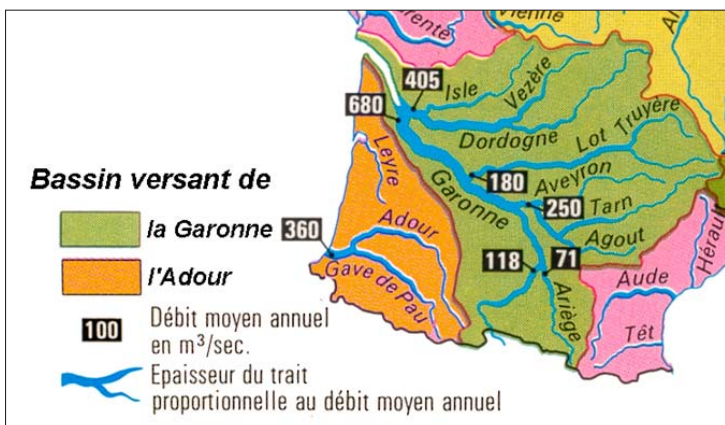 Vienne
Isle
Vezère
405
680
Dordogne
Lot
Truyère
Leyre
Bassin versant de
180
Aveyron
Garonne
250
Tarn
la Garonne
360
Adour
Agout
Hérault
118
71
l'Adour
Gave de Pau
Aude
Ariège
100
Débit moyen annuel
en m³/sec.
Têt
Epaisseur du trait
proportionnelle au débit moyen annuel